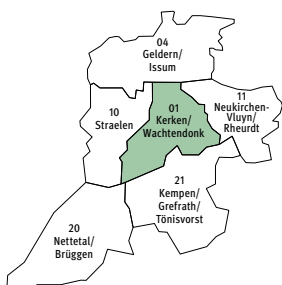 04
Geldern/
Issum
11
Neukirchen-
Vluyn/
Rheurdt
10
Straelen
01
Kerken/
Wachtendonk
21
Kempen/
Grefrath/
Tönisvorst
20
Nettetal/
Brüggen